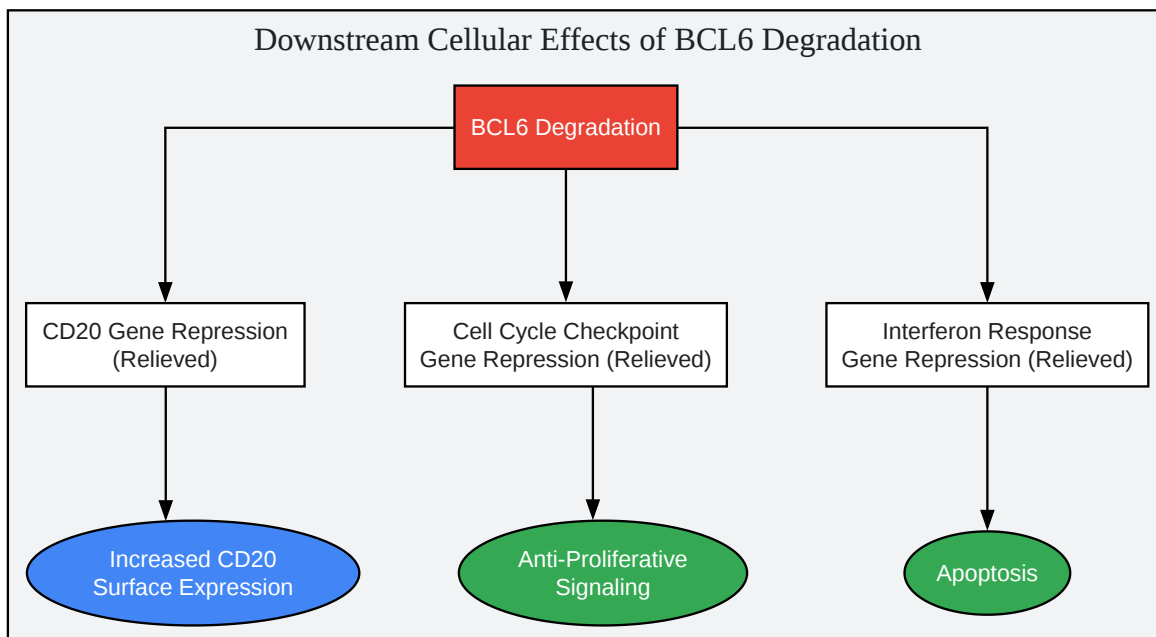 Downstream Cellular Effects of BCL6 Degradation
BCL6 Degradation
CD20 Gene Repression
(Relieved)
Cell Cycle Checkpoint
Gene Repression (Relieved)
Interferon Response
Gene Repression (Relieved)
Increased CD20
Surface Expression
Anti-Proliferative
Signaling
Apoptosis